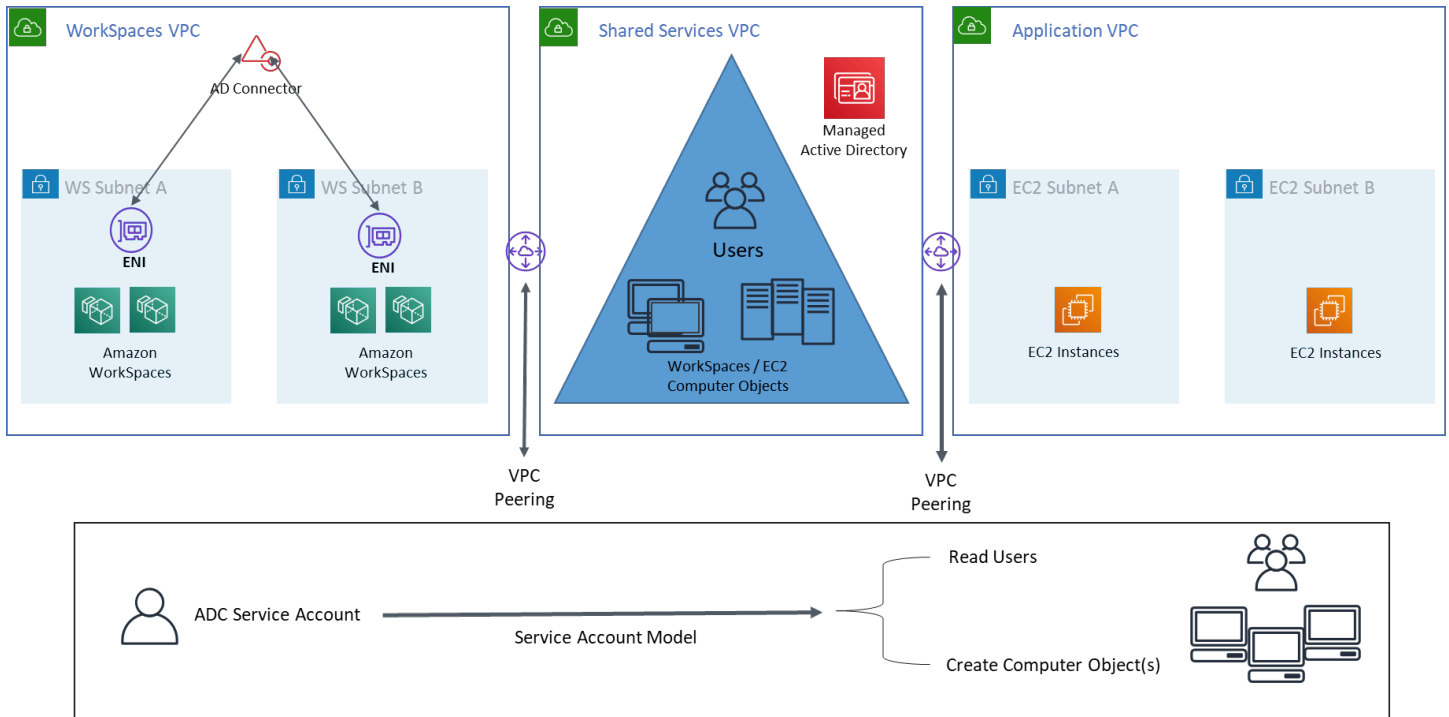 WorkSpaces VPC
AD Connector
WS Subnet A
ENI
Amazon
WorkSpaces
WS Subnet B
ENI
Amazon
WorkSpaces
Shared Services VPC
Managed
Active Directory
Users
WorkSpaces / EC2
Computer Objects
Application VPC
EC2 Subnet A
EC2 Instances
EC2 Subnet B
EC2 Instances
VPC
Peering
VPC
Peering
ADC Service Account
Service Account Model
Read Users
Create Computer Object(s)